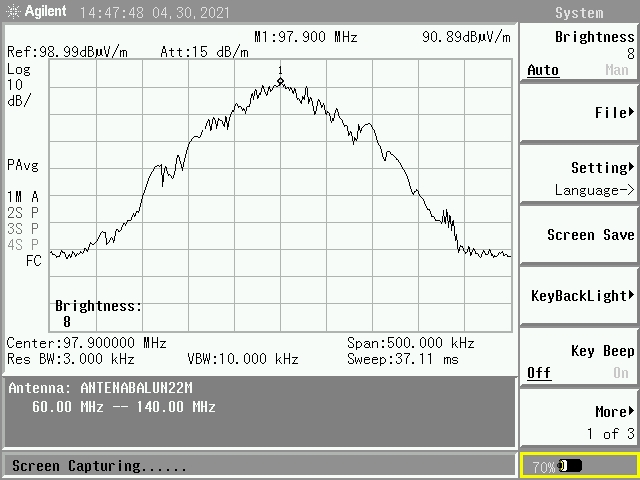 Agilent 14:47:48 04,30,2021
System
M1:97.900 MHz 90.89dBµV/m
Ref:98.99dBµV/m Att:15 dB/m
Log
10
dB/
1
PAvg
1M A
2S P
3S P
4S P
FC
Brightness:
8
Center:97.900000 MHz Span:500.000 kHz
Res BW:3.000 kHz VBW:10.000 kHz Sweep:37.11 ms
Antenna: ANTENABALUN22M
60.00 MHz -- 140.00 MHz
Screen Capturing......
Brightness
8
Auto Man
File
Setting
Language->
Screen Save
KeyBackLight
Key Beep
Off On
More
1 of 3
70%